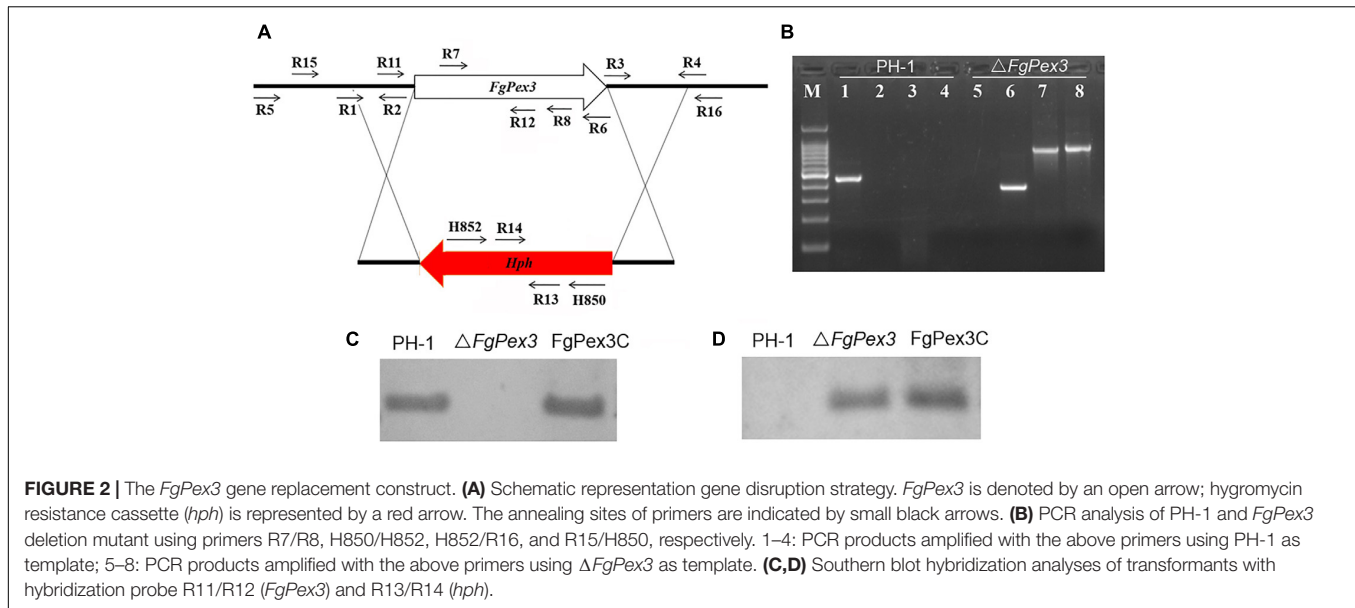 A
R15
R11
R7
R3
R4
FgPex3
R5
R1
R2
R12
R8
R6
R16
H852
R14
Hph
R13
H850
B
PH-1
△FgPex3
M 1 2 3 4 5 6 7 8
C
PH-1 △FgPex3 FgPex3C
D
PH-1 △FgPex3 FgPex3C
FIGURE 2 | The FgPex3 gene replacement construct. (A) Schematic representation gene disruption strategy. FgPex3 is denoted by an open arrow; hygromycin
resistance cassette (hph) is represented by a red arrow. The annealing sites of primers are indicated by small black arrows. (B) PCR analysis of PH-1 and FgPex3
deletion mutant using primers R7/R8, H850/H852, H852/R16, and R15/H850, respectively. 1–4: PCR products amplified with the above primers using PH-1 as
template; 5–8: PCR products amplified with the above primers using ΔFgPex3 as template. (C,D) Southern blot hybridization analyses of transformants with
hybridization probe R11/R12 (FgPex3) and R13/R14 (hph).